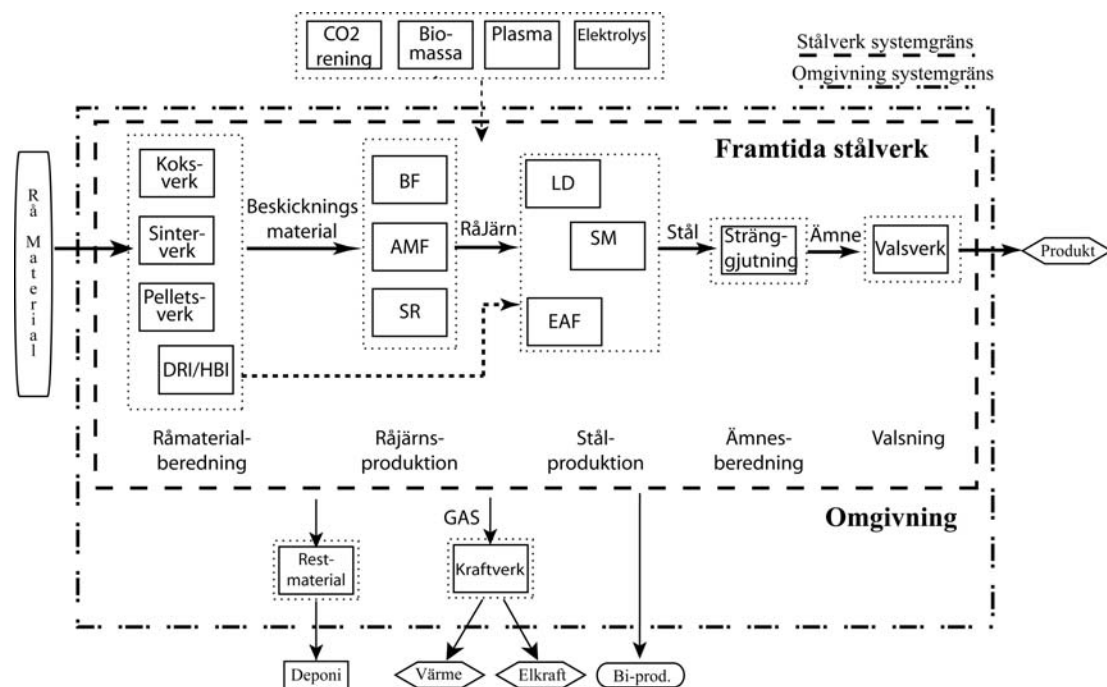 CO2
rening
Bio-
massa
Plasma
Elektrolys
Stålverk systemgräns
Omgivning systemgräns
Framtida stålverk
Rå Material
Koks-
verk
Sinter-
verk
Pellets-
verk
DRI/HBI
Beskicknings
material
BF
AMF
SR
RåJärn
LD
SM
EAF
Stål
Sträng-
gjutning
Ämne
Valsverk
Produkt
Råmaterial-
beredning
Råjärns-
produktion
Stål-
produktion
Ämnes-
beredning
Valsning
Omgivning
GAS
Rest-
material
Kraftverk
Deponi
Värme
Elkraft
Bi-prod.